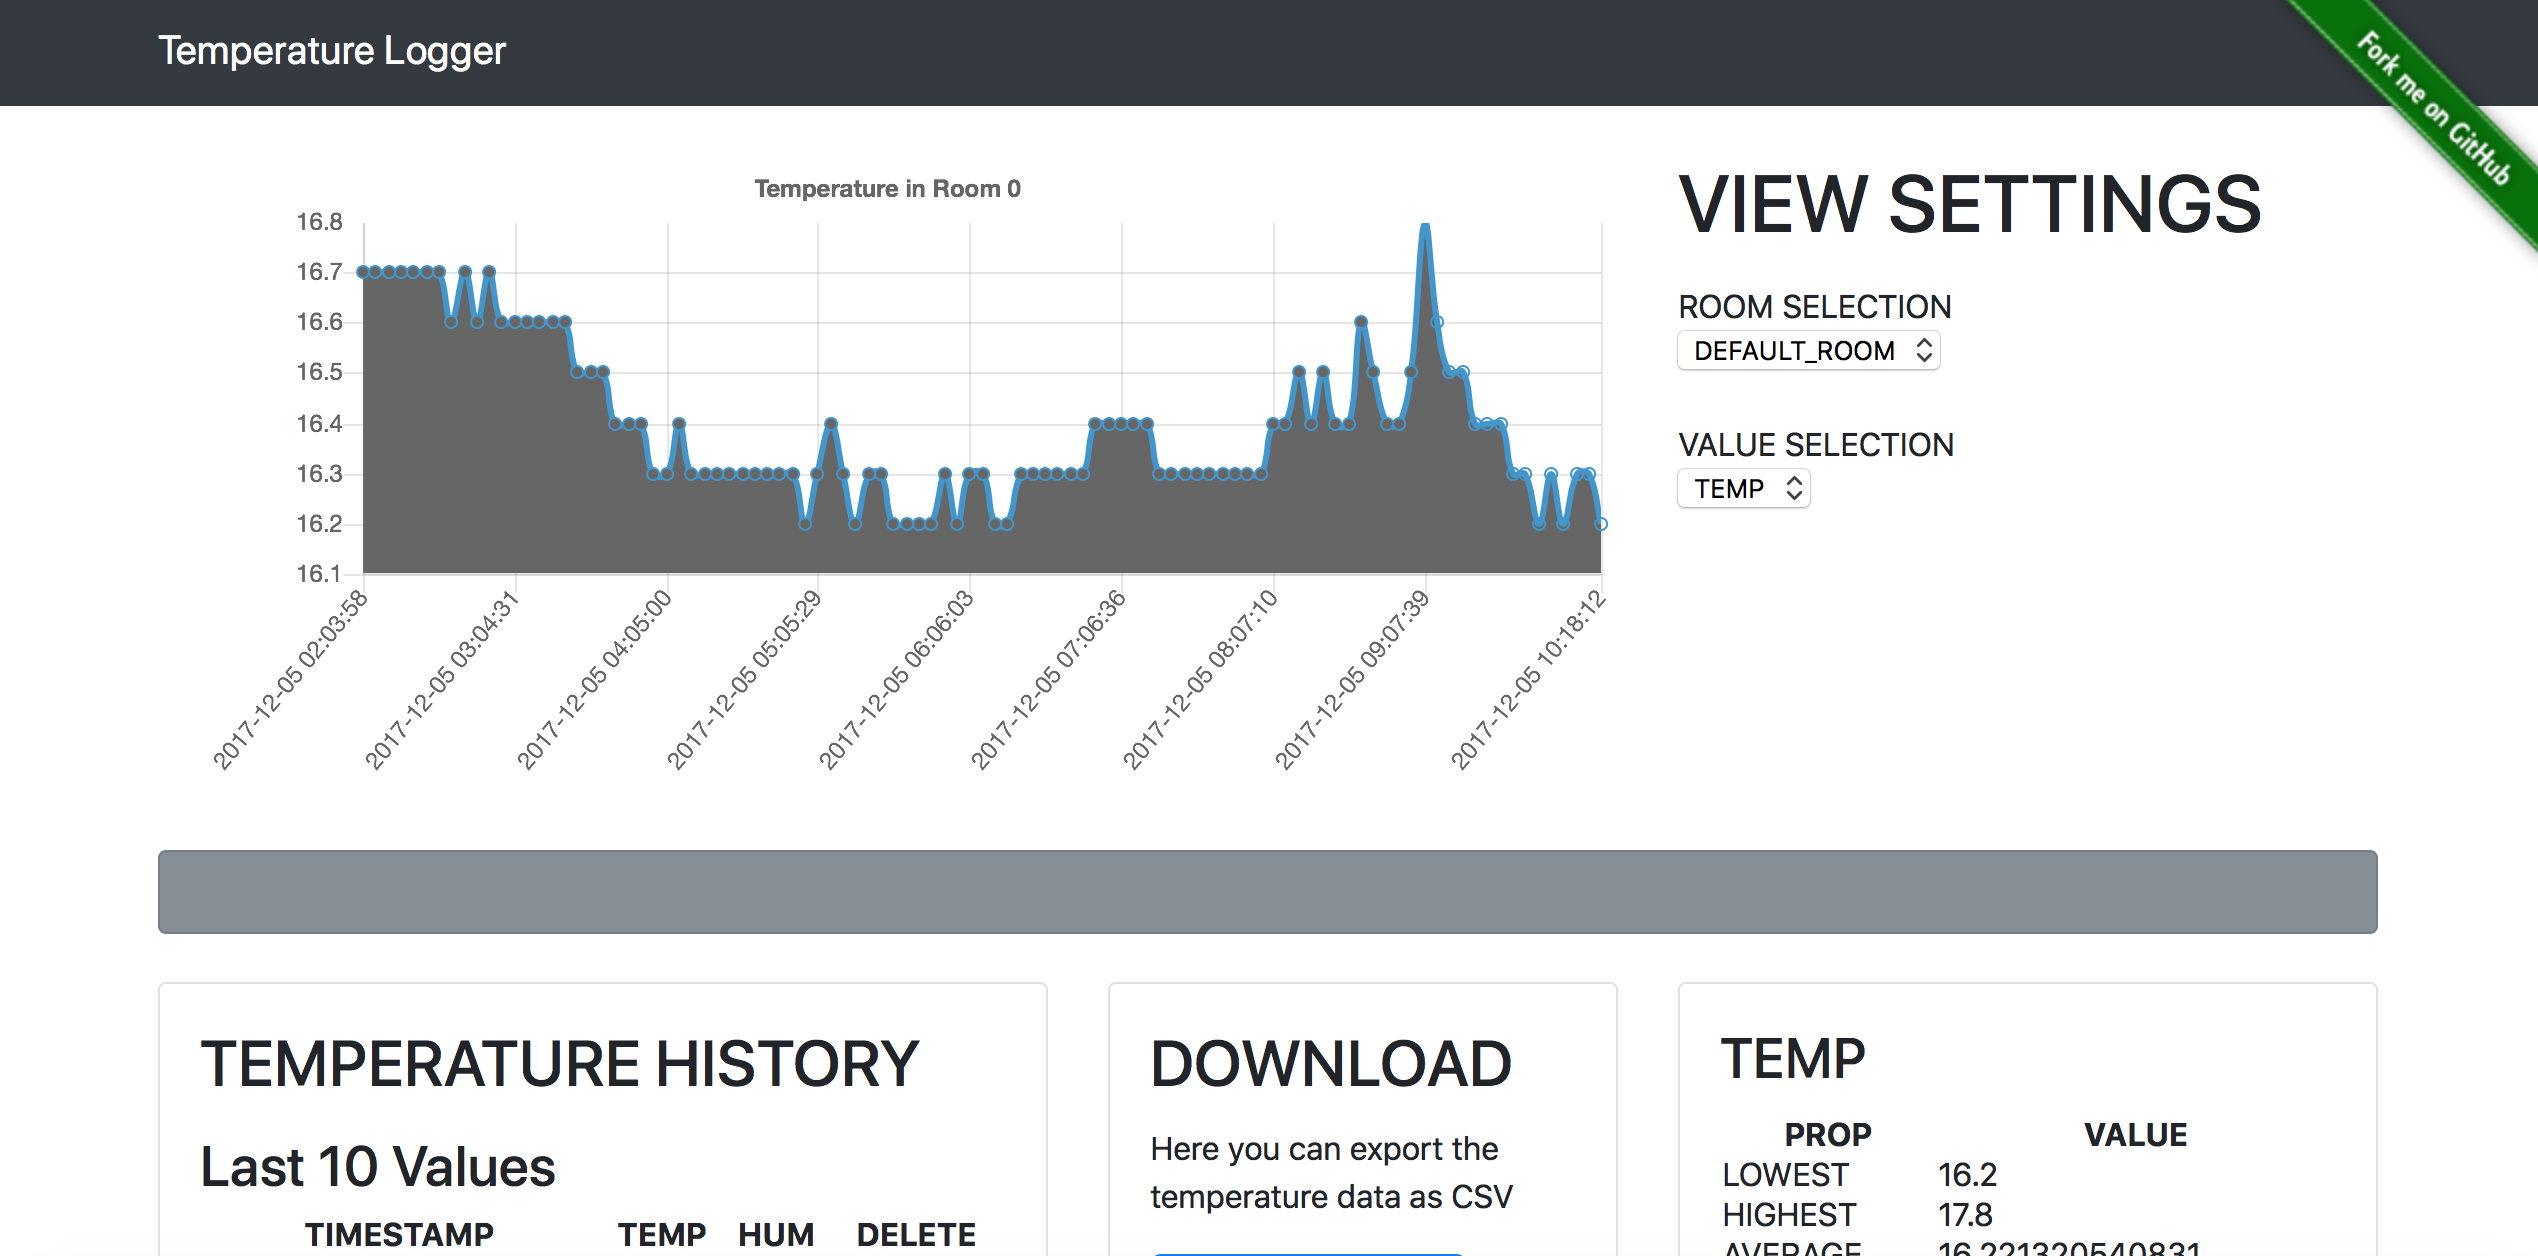 Temperature Logger
Fork me on GitHub
Temperature in Room 0
16.8
16.7
16.6
16.5
16.4
16.3
16.2
16.1
2017-12-05 02:03:58
2017-12-05 03:04:31
2017-12-05 04:05:00
2017-12-05 05:05:29
2017-12-05 06:06:03
2017-12-05 07:06:36
2017-12-05 08:07:10
2017-12-05 09:07:39
2017-12-05 10:18:12
VIEW SETTINGS
ROOM SELECTION
DEFAULT_ROOM
VALUE SELECTION
TEMP
TEMPERATURE HISTORY
Last 10 Values
TIMESTAMP TEMP HUM DELETE
DOWNLOAD
Here you can export the
temperature data as CSV
TEMP
PROP VALUE
LOWEST 16.2
HIGHEST 17.8
AVERAGE 16.221320540831